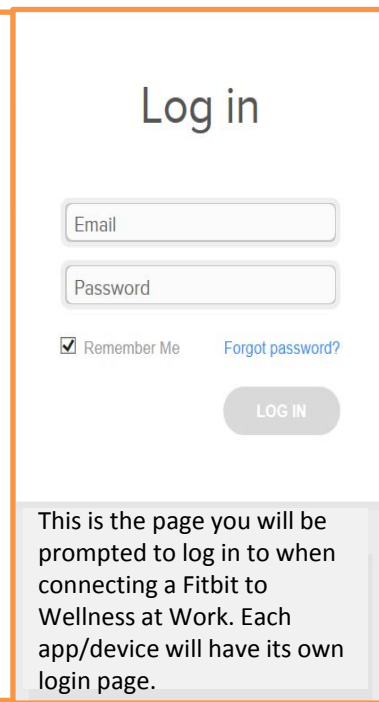 Log in
Email
Password
Remember Me Forgot password?
LOG IN
This is the page you will be
prompted to log in to when
connecting a Fitbit to
Wellness at Work. Each
app/device will have its own
login page.